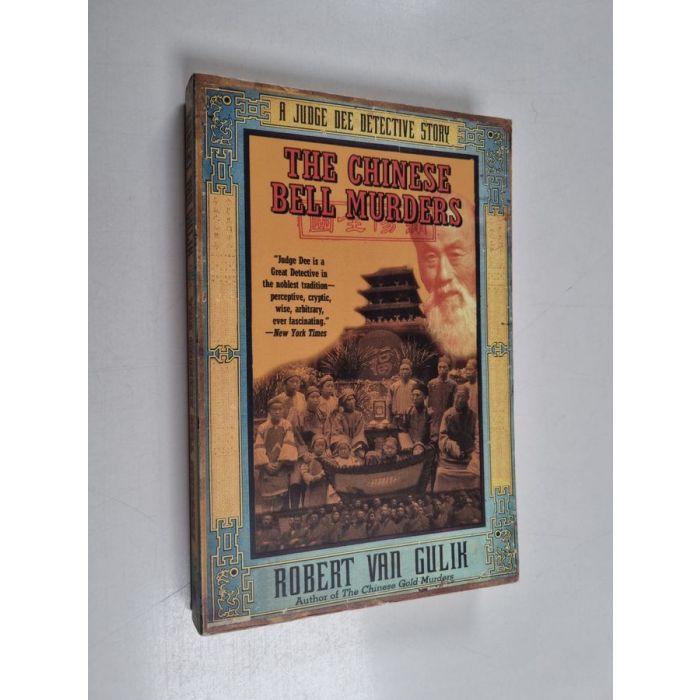 A JUDGE DEE DETECTIVE STORY
THE CHINESE
BELL MURDERS
"Judge Dee is a
Great Detective in
the noblest tradition—
perceptive, cryptic,
wise, arbitrary,
ever fascinating."
—New York Times
福
ROBERT VAN GULIK
Author of The Chinese Gold Murders